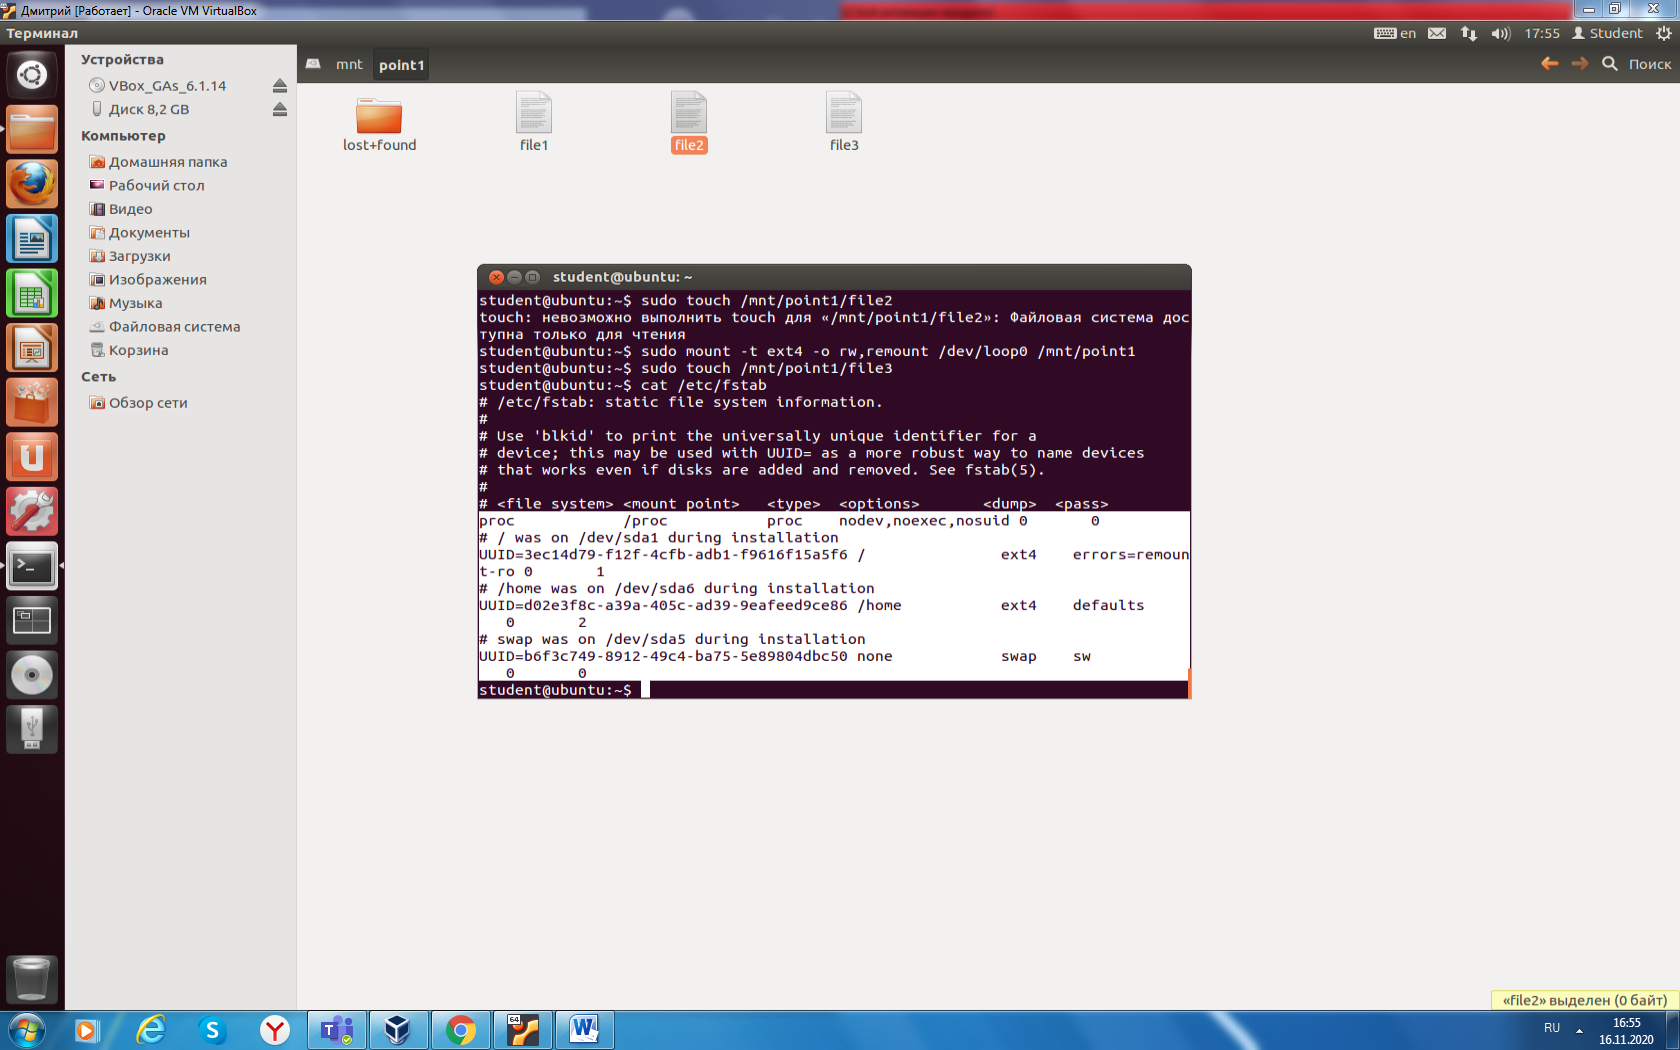 Дмитрий [Работает] - Oracle VM VirtualBox
Терминал
en
17:55
Student
Устройства
VBox_GAs_6.1.14
Диск 8,2 GB
Компьютер
Домашняя папка
Рабочий стол
Видео
Документы
Загрузки
Изображения
Музыка
Файловая система
Корзина
Сеть
Обзор сети
mnt
point1
Поиск
lost+found
file1
file2
file3
student@ubuntu: ~
student@ubuntu:~$ sudo touch /mnt/point1/file2
touch: невозможно выполнить touch для «/mnt/point1/file2»: Файловая система дос
тупна только для чтения
student@ubuntu:~$ sudo mount -t ext4 -o rw,remount /dev/loop0 /mnt/point1
student@ubuntu:~$ sudo touch /mnt/point1/file3
student@ubuntu:~$ cat /etc/fstab
# /etc/fstab: static file system information.
#
# Use 'blkid' to print the universally unique identifier for a
# device; this may be used with UUID= as a more robust way to name devices
# that works even if disks are added and removed. See fstab(5).
#
# <file system> <mount point>   <type>  <options>       <dump>  <pass>
proc            /proc           proc    nodev,noexec,nosuid 0       0
# / was on /dev/sda1 during installation
UUID=3ec14d79-f12f-4cfb-adb1-f9616f15a5f6 /               ext4    errors=remoun
t-ro 0       1
# /home was on /dev/sda6 during installation
UUID=d02e3f8c-a39a-405c-ad39-9eafeed9ce86 /home           ext4    defaults
0       2
# swap was on /dev/sda5 during installation
UUID=b6f3c749-8912-49c4-ba75-5e89804dbc50 none            swap    sw
0       0
student@ubuntu:~$
«file2» выделен (0 байт)
64
RU
16:55
16.11.2020